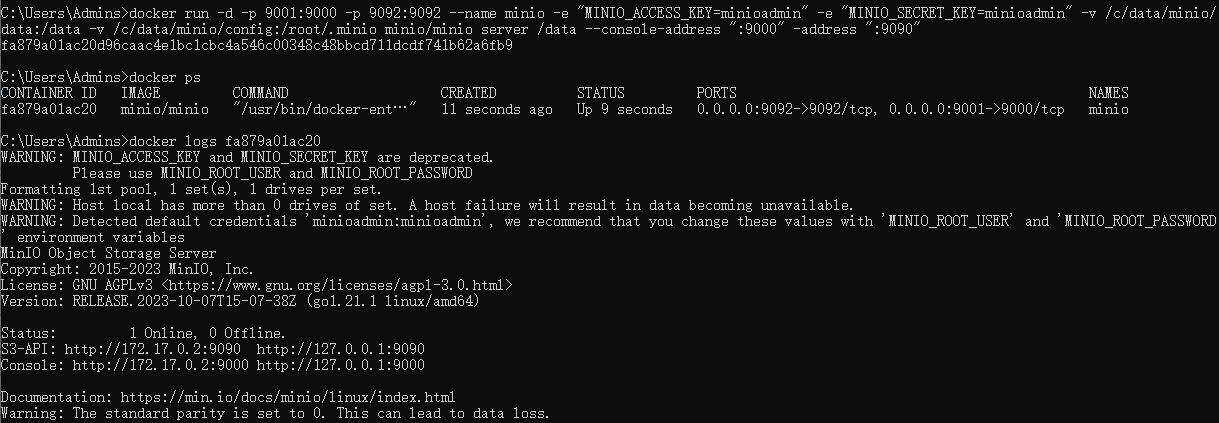 C:\Users\Admins>docker run -d -p 9001:9000 -p 9092:9092 --name minio -e "MINIO_ACCESS_KEY=minioadmin" -e "MINIO_SECRET_KEY=minioadmin" -v /c/data/minio/
data:/data -v /c/data/minio/config:/root/.minio minio/minio server /data --console-address ":9000" -address ":9090"
fa879a01ac20d96caac4e1bc1cbc4a546c00348c48bbcd711dcdf741b62a6fb9

C:\Users\Admins>docker ps
CONTAINER ID   IMAGE         COMMAND                  CREATED          STATUS         PORTS                                            NAMES
fa879a01ac20   minio/minio   "/usr/bin/docker-ent…"   11 seconds ago   Up 9 seconds   0.0.0.0:9092->9092/tcp, 0.0.0.0:9001->9000/tcp   minio

C:\Users\Admins>docker logs fa879a01ac20
WARNING: MINIO_ACCESS_KEY and MINIO_SECRET_KEY are deprecated.
         Please use MINIO_ROOT_USER and MINIO_ROOT_PASSWORD
Formatting 1st pool, 1 set(s), 1 drives per set.
WARNING: Host local has more than 0 drives of set. A host failure will result in data becoming unavailable.
WARNING: Detected default credentials 'minioadmin:minioadmin', we recommend that you change these values with 'MINIO_ROOT_USER' and 'MINIO_ROOT_PASSWORD
' environment variables
MinIO Object Storage Server
Copyright: 2015-2023 MinIO, Inc.
License: GNU AGPLv3 <https://www.gnu.org/licenses/agpl-3.0.html>
Version: RELEASE.2023-10-07T15-07-38Z (go1.21.1 linux/amd64)

Status:         1 Online, 0 Offline.
S3-API: http://172.17.0.2:9090  http://127.0.0.1:9090
Console: http://172.17.0.2:9000 http://127.0.0.1:9000

Documentation: https://min.io/docs/minio/linux/index.html
Warning: The standard parity is set to 0. This can lead to data loss.